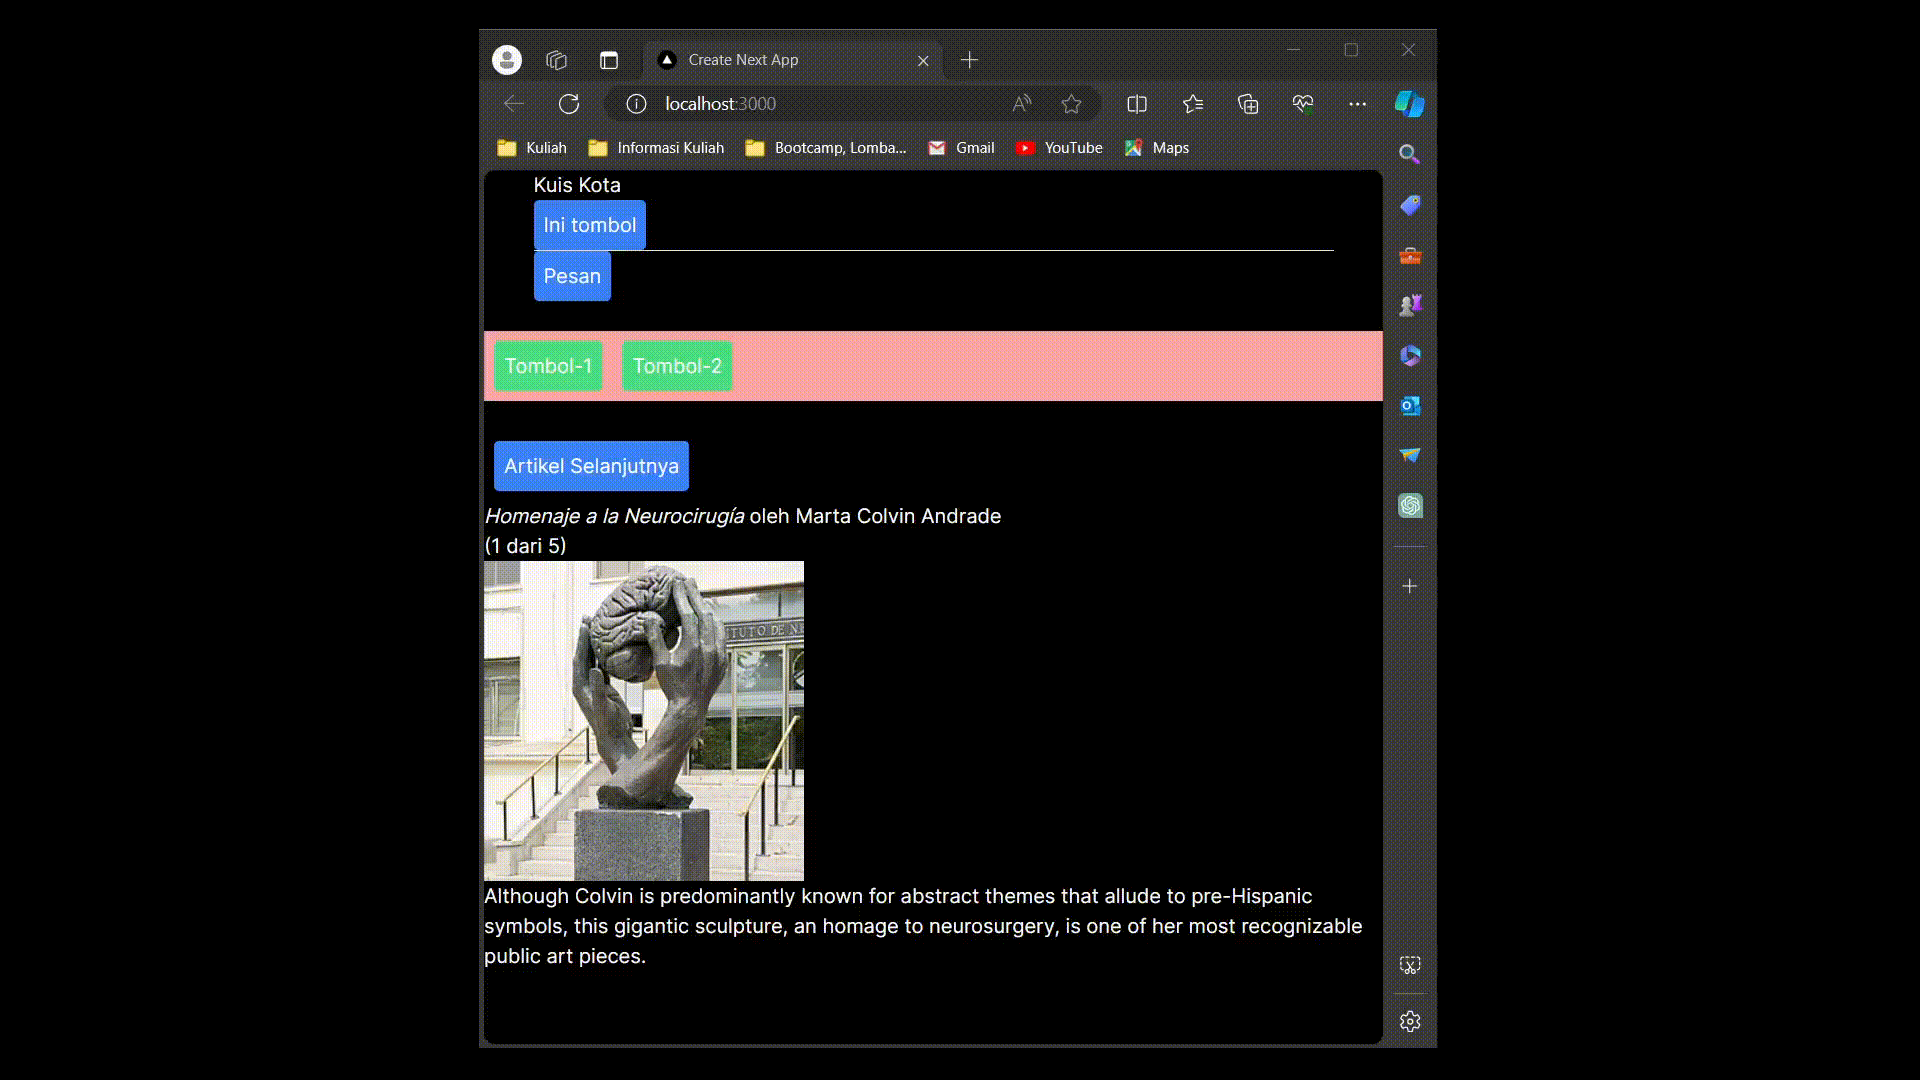 Create Next App
localhost:3000
Kuliah Informasi Kuliah Bootcamp, Lomba... Gmail YouTube Maps
Kuis Kota
Ini tombol
Pesan
Tombol-1 Tombol-2
Artikel Selanjutnya
Homenaje a la Neurocirugía oleh Marta Colvin Andrade
(1 dari 5)
TUTO DE N
Although Colvin is predominantly known for abstract themes that allude to pre-Hispanic
symbols, this gigantic sculpture, an homage to neurosurgery, is one of her most recognizable
public art pieces.